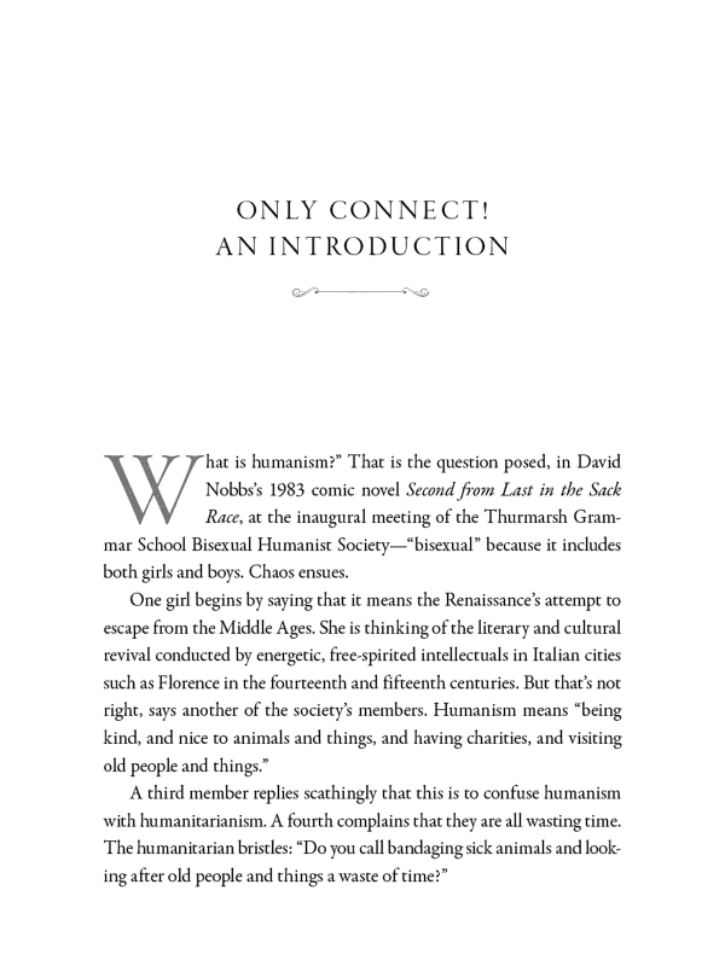 ONLY CONNECT!
AN INTRODUCTION
What is humanism?” That is the question posed, in David
Nobbs’s 1983 comic novel Second from Last in the Sack
Race, at the inaugural meeting of the Thurmarsh Gram-
mar School Bisexual Humanist Society—“bisexual” because it includes
both girls and boys. Chaos ensues.
One girl begins by saying that it means the Renaissance’s attempt to
escape from the Middle Ages. She is thinking of the literary and cultural
revival conducted by energetic, free-spirited intellectuals in Italian cities
such as Florence in the fourteenth and fifteenth centuries. But that’s not
right, says another of the society’s members. Humanism means “being
kind, and nice to animals and things, and having charities, and visiting
old people and things.”
A third member replies scathingly that this is to confuse humanism
with humanitarianism. A fourth complains that they are all wasting time.
The humanitarian bristles: “Do you call bandaging sick animals and look-
ing after old people and things a waste of time?”